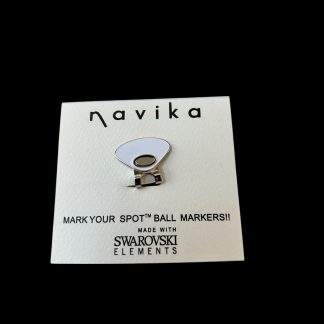 navika
MARK YOUR SPOT™ BALL MARKERS!!
MADE WITH
SWAROVSKI
ELEMENTS